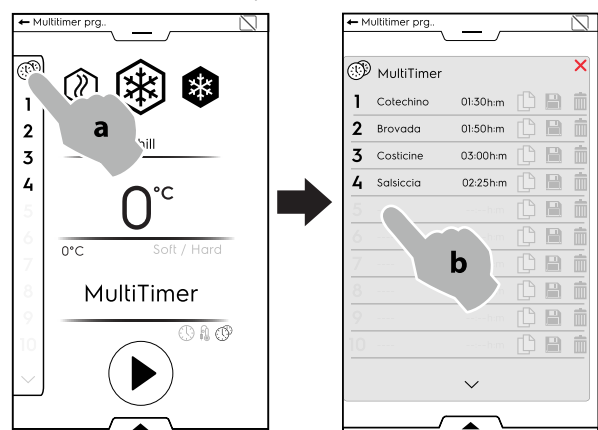 Multitimer prg..
1
a
2
hill
3
4
0°C
5
6
0°C Soft / Hard
7
8
MultiTimer
9
10
Multitimer prg..
MultiTimer
1 Cotechino 01:30h:m
2 Brovada 01:50h:m
3 Costicine 03:00h:m
4 Salsiccia 02:25h:m
5
6
7
b
8
9
10